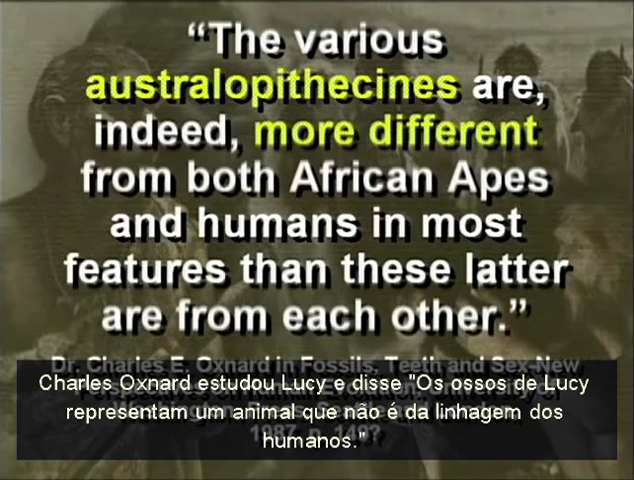 “The various
australopithecines are,
indeed, more different
from both African Apes
and humans in most
features than these latter
are from each other.”
Dr. Charles E. Oxnard in Fossils, Teeth and Sex-New
Charles Oxnard estudou Lucy e disse "Os ossos de Lucy
representam um animal que não é da linhagem dos
humanos."